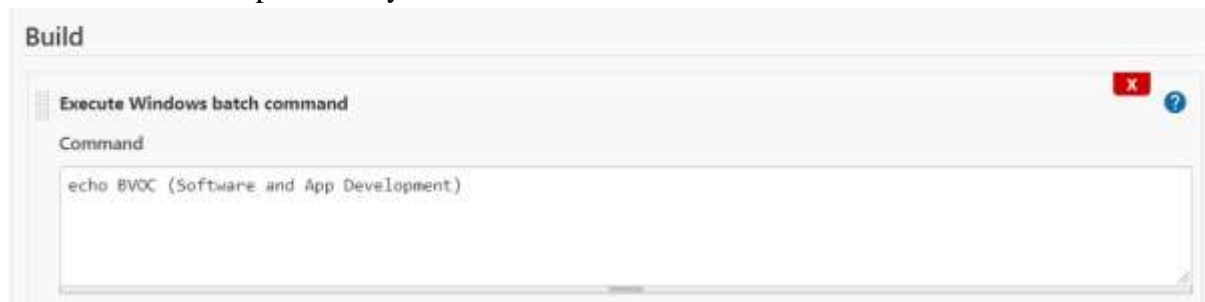 Build
X
?
Execute Windows batch command
Command
echo BVOC (Software and App Development)